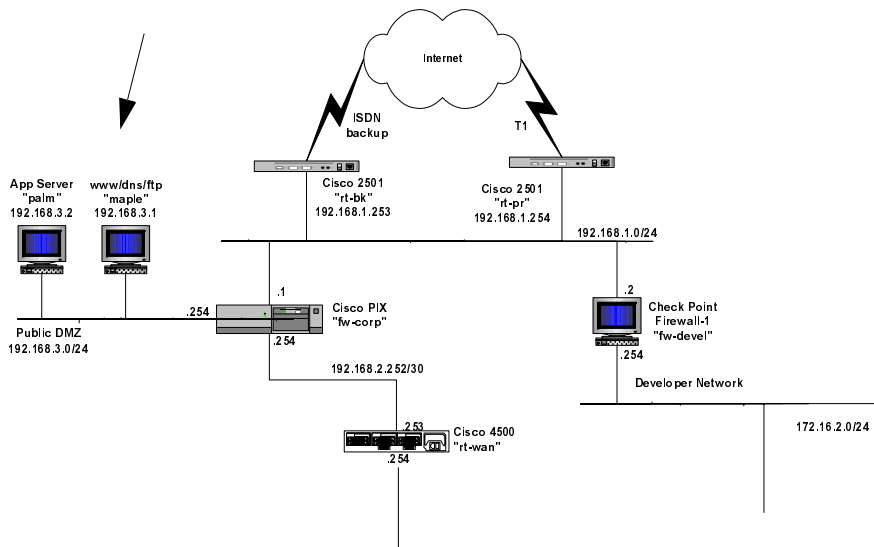 Internet
ISDN
backup
T1
App Server
"palm"
192.168.3.2
www/dns/ftp
"maple"
192.168.3.1
Cisco 2501
"rt-bk"
192.168.1.253
Cisco 2501
"rt-pr"
192.168.1.254
192.168.1.0/24
.1
.2
.254
Cisco PIX
"fw-corp"
.254
Check Point
Firewall-1
"fw-devel"
.254
Public DMZ
192.168.3.0/24
192.168.2.252/30
Developer Network
172.16.2.0/24
.253
Cisco 4500
"rt-wan"
.254